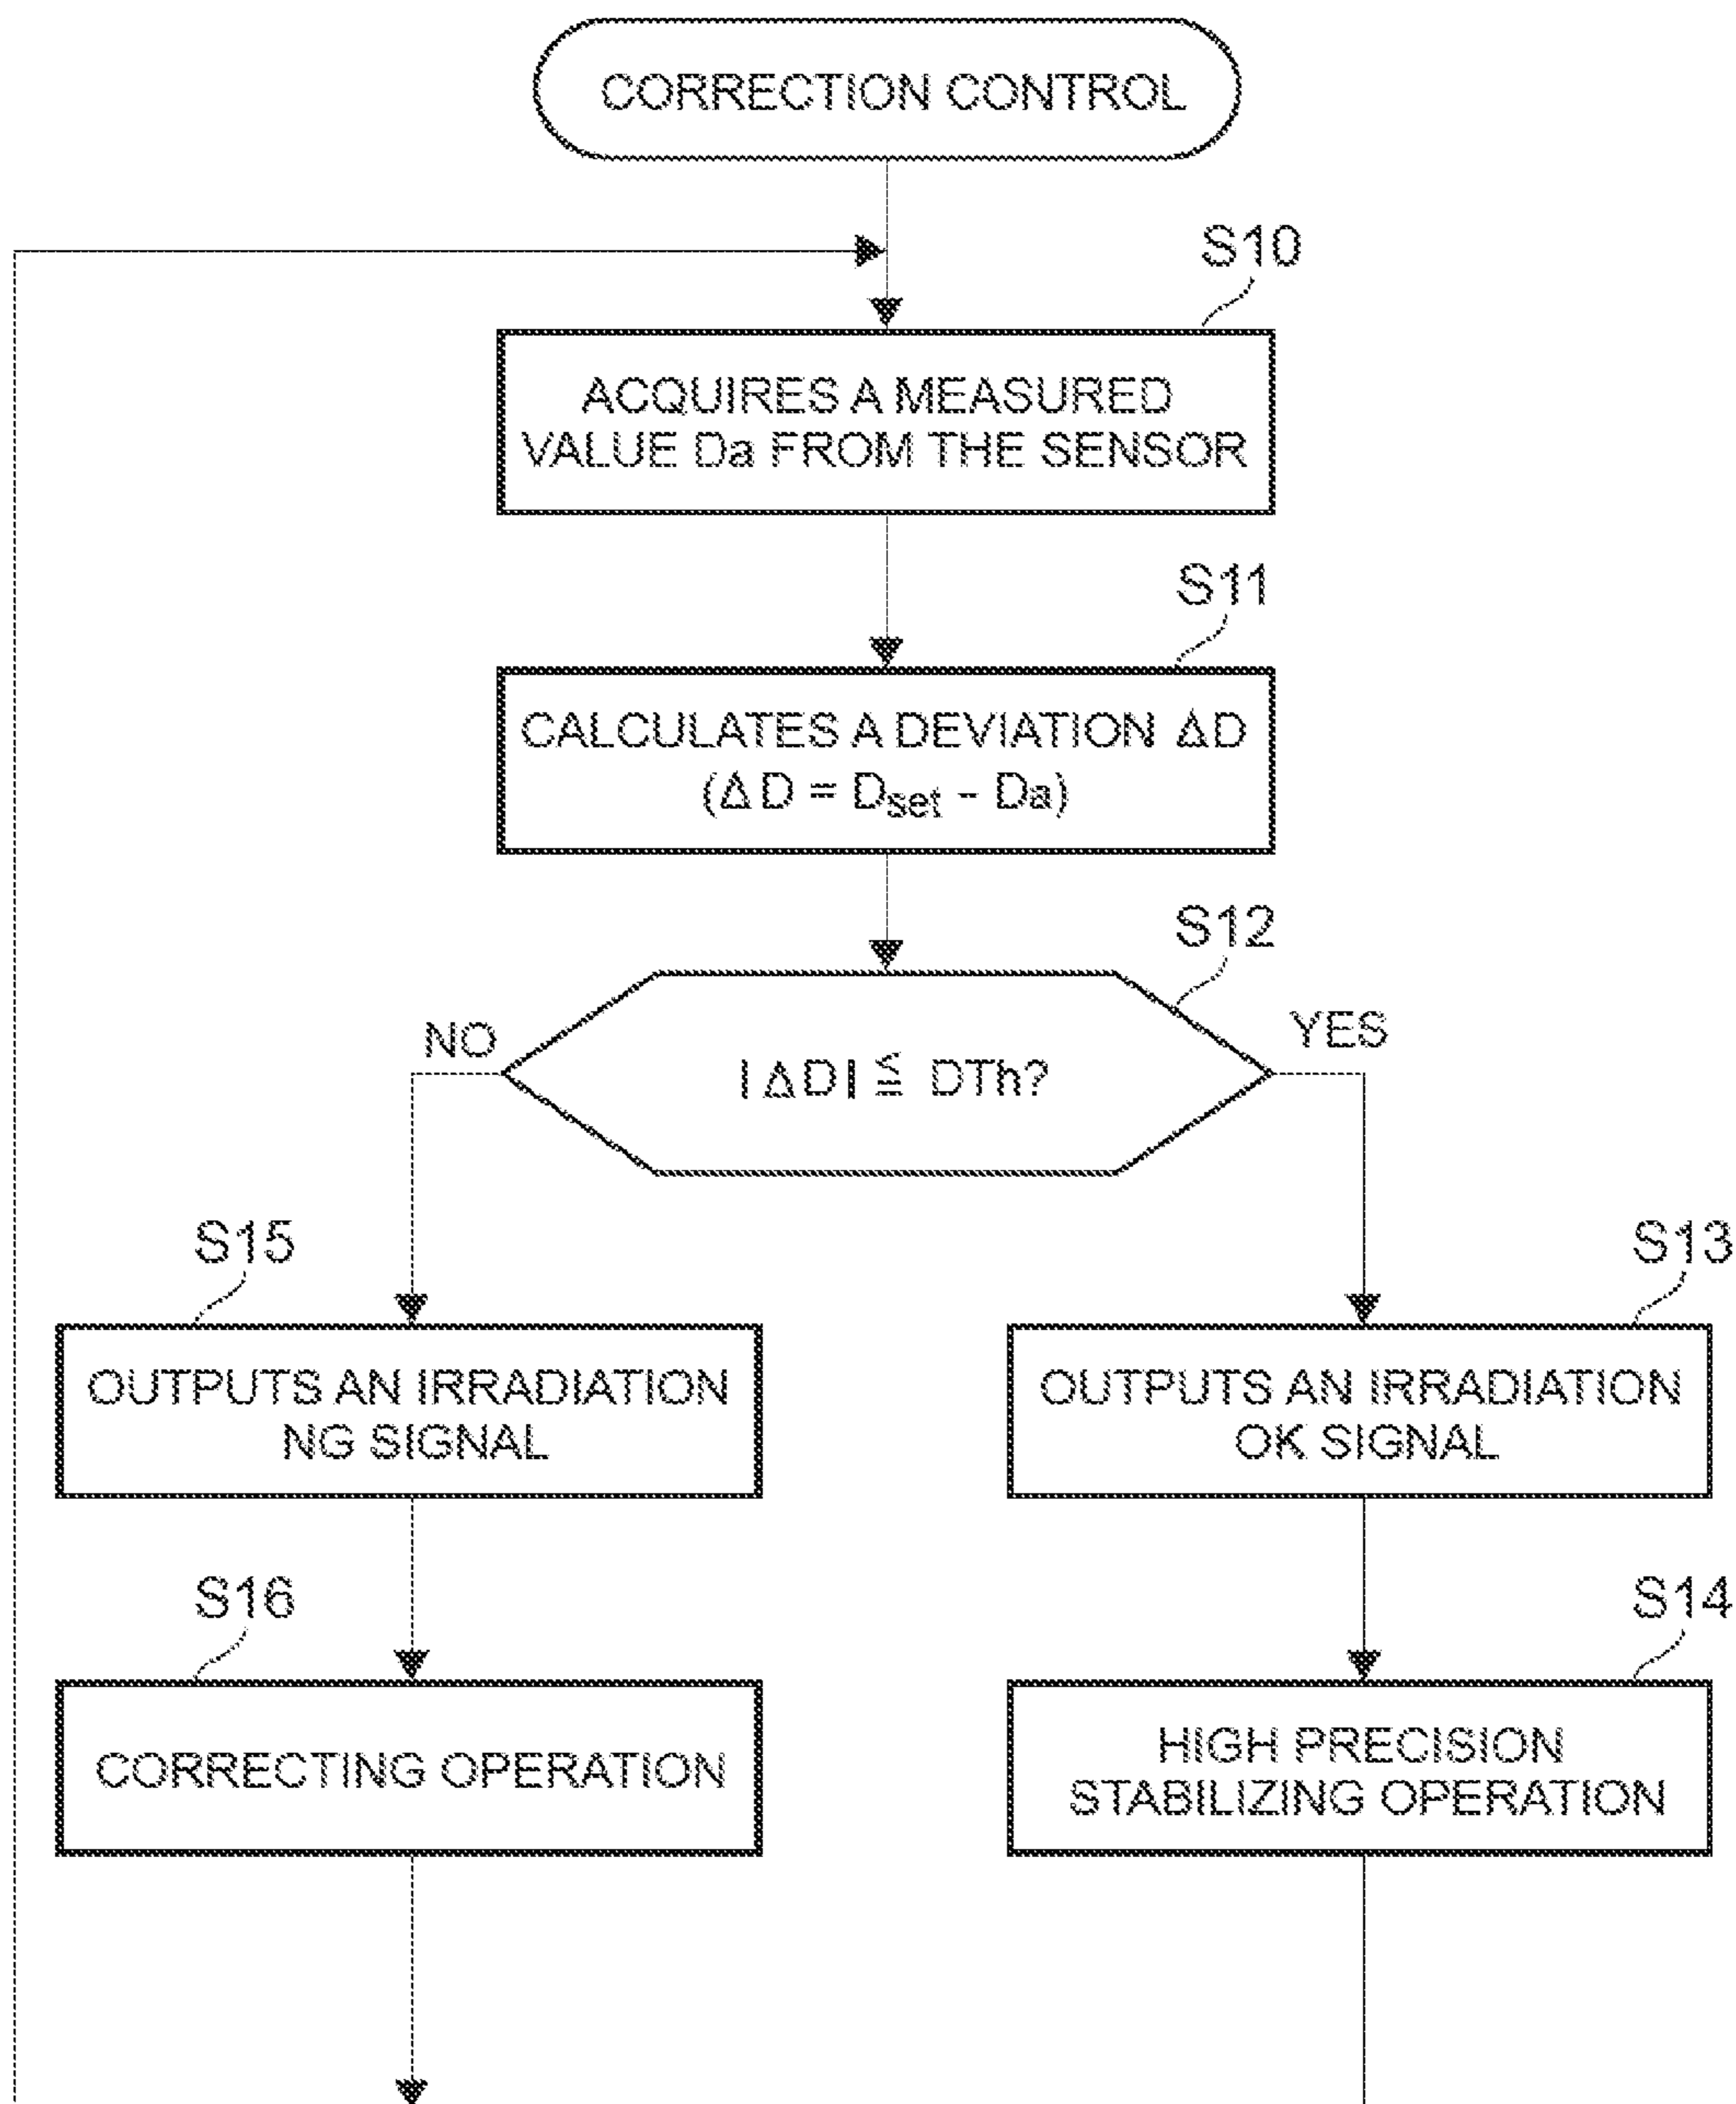 CORRECTION CONTROL
S10
ACQUIRES A MEASURED
VALUE Da FROM THE SENSOR
S11
CALCULATES A DEVIATION ΔD
(ΔD = Dset - Da)
S12
NO
YES
|ΔD| ≦ DTh?
S15
S13
OUTPUTS AN IRRADIATION
NG SIGNAL
OUTPUTS AN IRRADIATION
OK SIGNAL
S16
S14
CORRECTING OPERATION
HIGH PRECISION
STABILIZING OPERATION